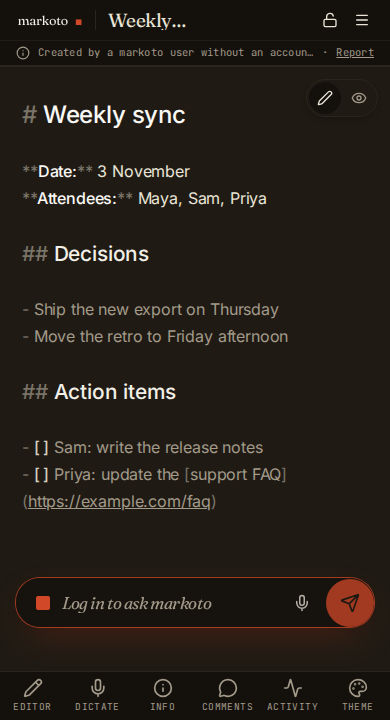 markoto
Weekly...
Created by a markoto user without an accoun... · Report
# Weekly sync
**Date:** 3 November
**Attendees:** Maya, Sam, Priya
## Decisions
- Ship the new export on Thursday
- Move the retro to Friday afternoon
## Action items
- [ ] Sam: write the release notes
- [ ] Priya: update the [support FAQ]
(https://example.com/faq)
Log in to ask markoto
EDITOR DICTATE INFO COMMENTS ACTIVITY THEME